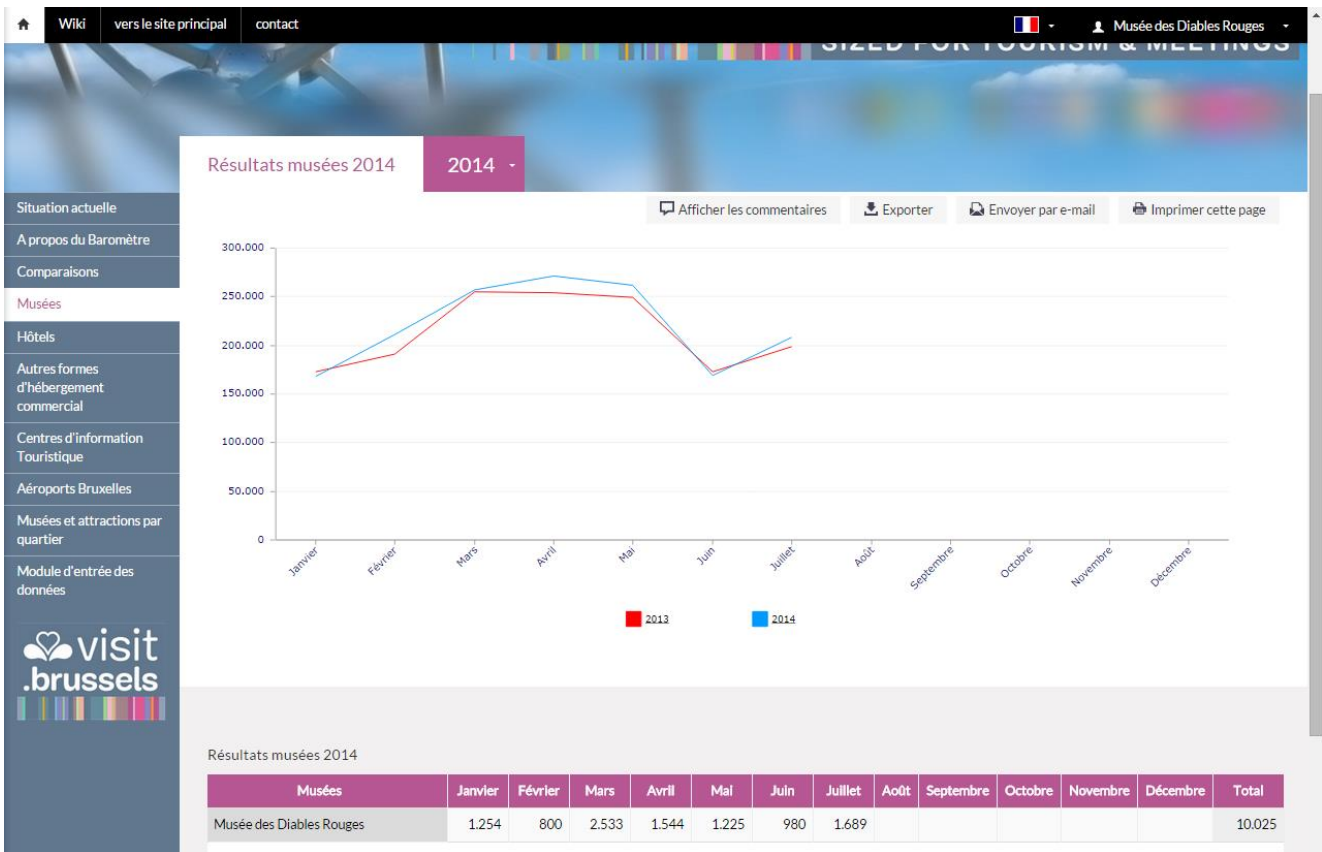 Wiki vers le site principal contact Musée des Diables Rouges
SIZED FOR TOURISM & MEETINGS
Résultats musées 2014 2014
Afficher les commentaires Exporter Envoyer par e-mail Imprimer cette page
Situation actuelle
A propos du Baromètre
Comparaisons
Musées
Hôtels
Autres formes
d'hébergement
commercial
Centres d'information
Touristique
Aéroports Bruxelles
Musées et attractions par
quartier
Module d'entrée des
données
visit
.brussels
300.000
250.000
200.000
150.000
100.000
50.000
0
Janvier Février Mars Avril Mai Juin Juillet Août Septembre Octobre Novembre Décembre
2013 2014
Résultats musées 2014
Musées Janvier Février Mars Avril Mai Juin Juillet Août Septembre Octobre Novembre Décembre Total
Musée des Diables Rouges 1.254 800 2.533 1.544 1.225 980 1.689 10.025